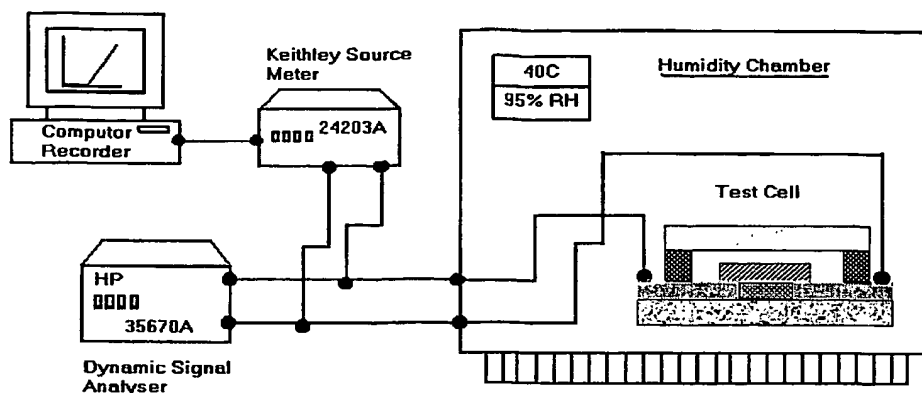 Keithley Source
Meter
40C
95% RH
Humidity Chamber
24203A
Computor
Recorder
Test Cell
HP
35670A
Dynamic Signal
Analyser